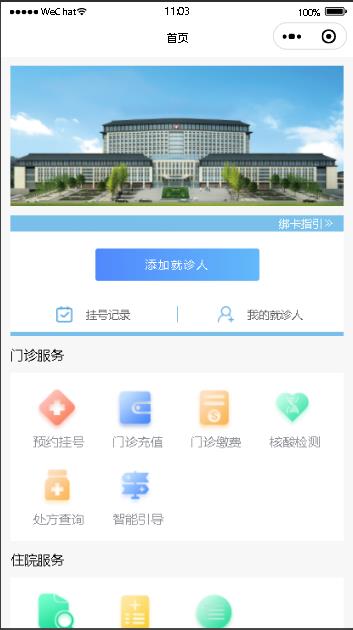 WeChat 11:03 100%
首页
绑卡指引
添加就诊人
挂号记录 我的就诊人
门诊服务
预约挂号 门诊充值 门诊缴费 核酸检测
处方查询 智能引导
住院服务